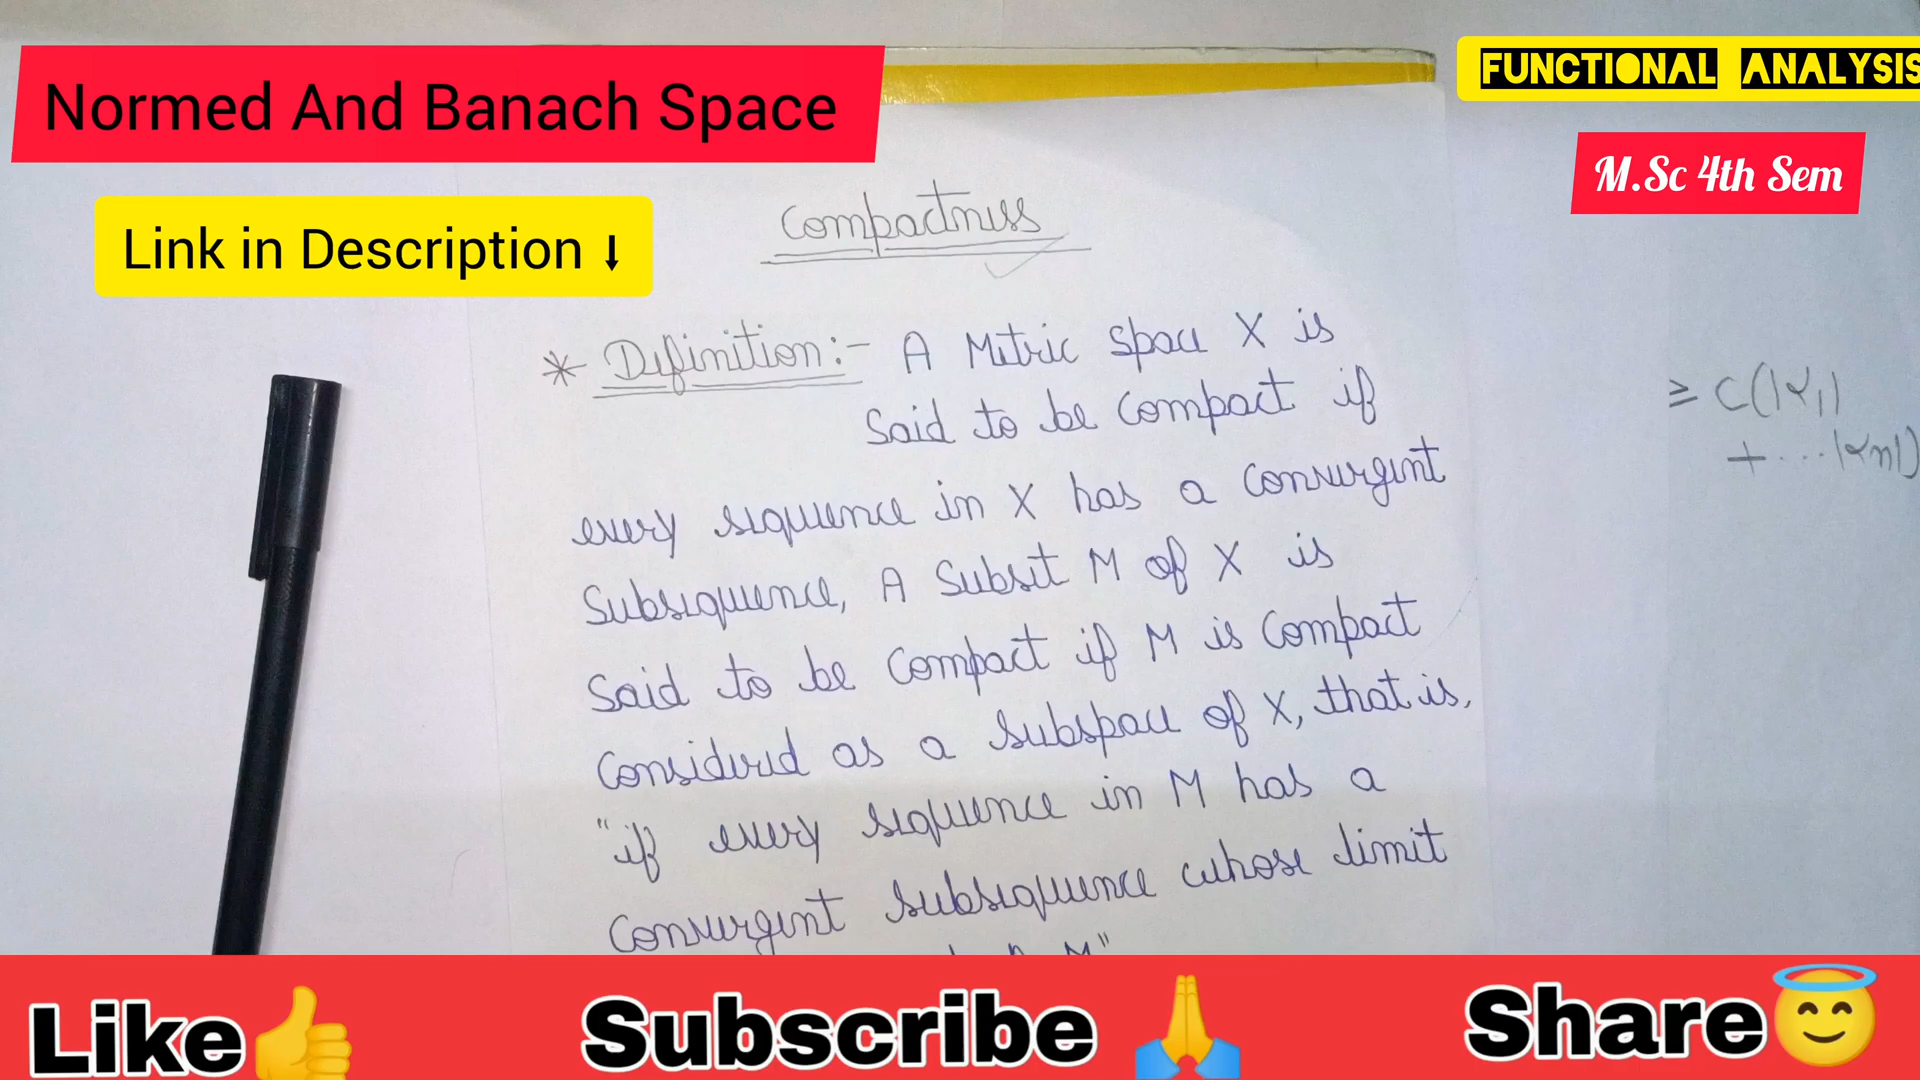 Normed And Banach Space
FUNCTIONAL ANALYSIS
M.Sc 4th Sem
Link in Description ↓
Compactness
* Definition:- A Metric space X is
Said to be Compact if
every sequence in X has a Convergent
Subsequence, A Subset M of X is
Said to be Compact if M is Compact
Considered as a subspace of X, that is,
"if every sequence in M has a
Convergent subsequence whose limit
M"
≥ C(|α1|
+ ... |αn|)
Like👍
Subscribe 🙏
Share😇